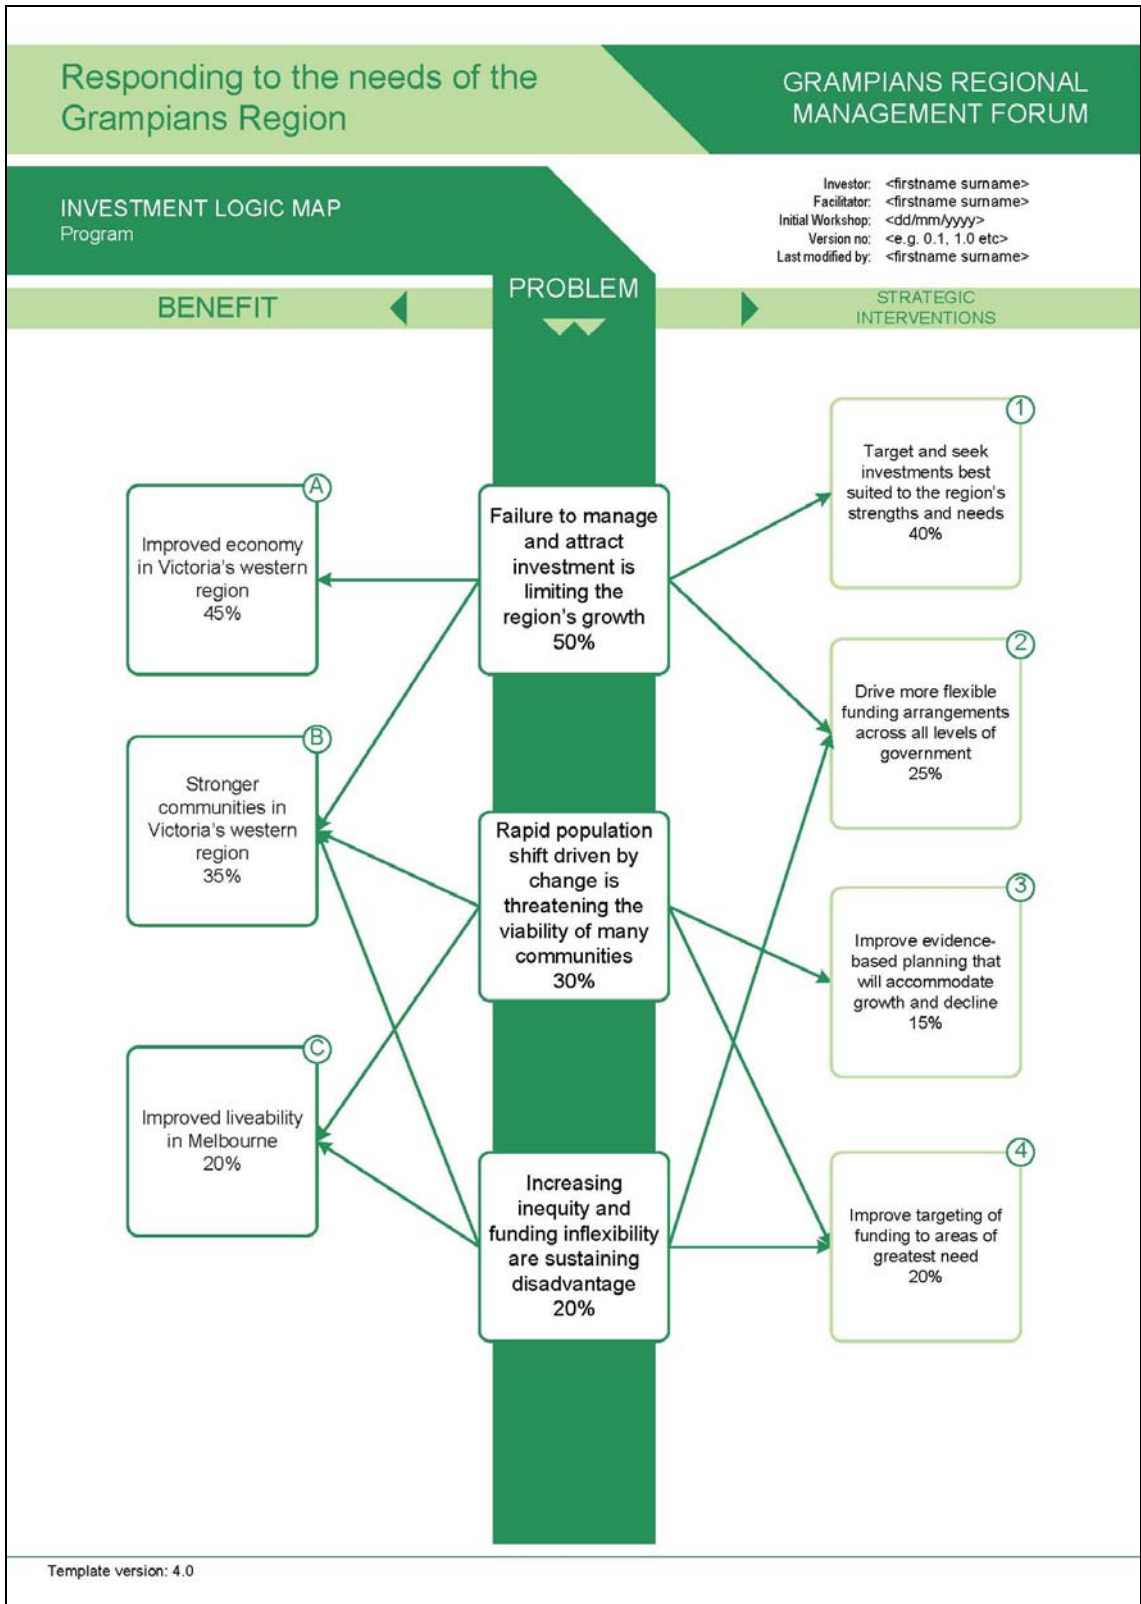 Responding to the needs of the
Grampians Region
GRAMPIANS REGIONAL
MANAGEMENT FORUM
INVESTMENT LOGIC MAP
Program
Investor: <firstname surname>
Facilitator: <firstname surname>
Initial Workshop: <dd/mm/yyyy>
Version no: <e.g. 0.1, 1.0 etc>
Last modified by: <firstname surname>
BENEFIT
PROBLEM
STRATEGIC
INTERVENTIONS
A
Improved economy
in Victoria's western
region
45%
B
Stronger
communities in
Victoria's western
region
35%
C
Improved liveability
in Melbourne
20%
Failure to manage
and attract
investment is
limiting the
region's growth
50%
Rapid population
shift driven by
change is
threatening the
viability of many
communities
30%
Increasing
inequity and
funding inflexibility
are sustaining
disadvantage
20%
1
Target and seek
investments best
suited to the region's
strengths and needs
40%
2
Drive more flexible
funding arrangements
across all levels of
government
25%
3
Improve evidence-
based planning that
will accommodate
growth and decline
15%
4
Improve targeting of
funding to areas of
greatest need
20%
Template version: 4.0